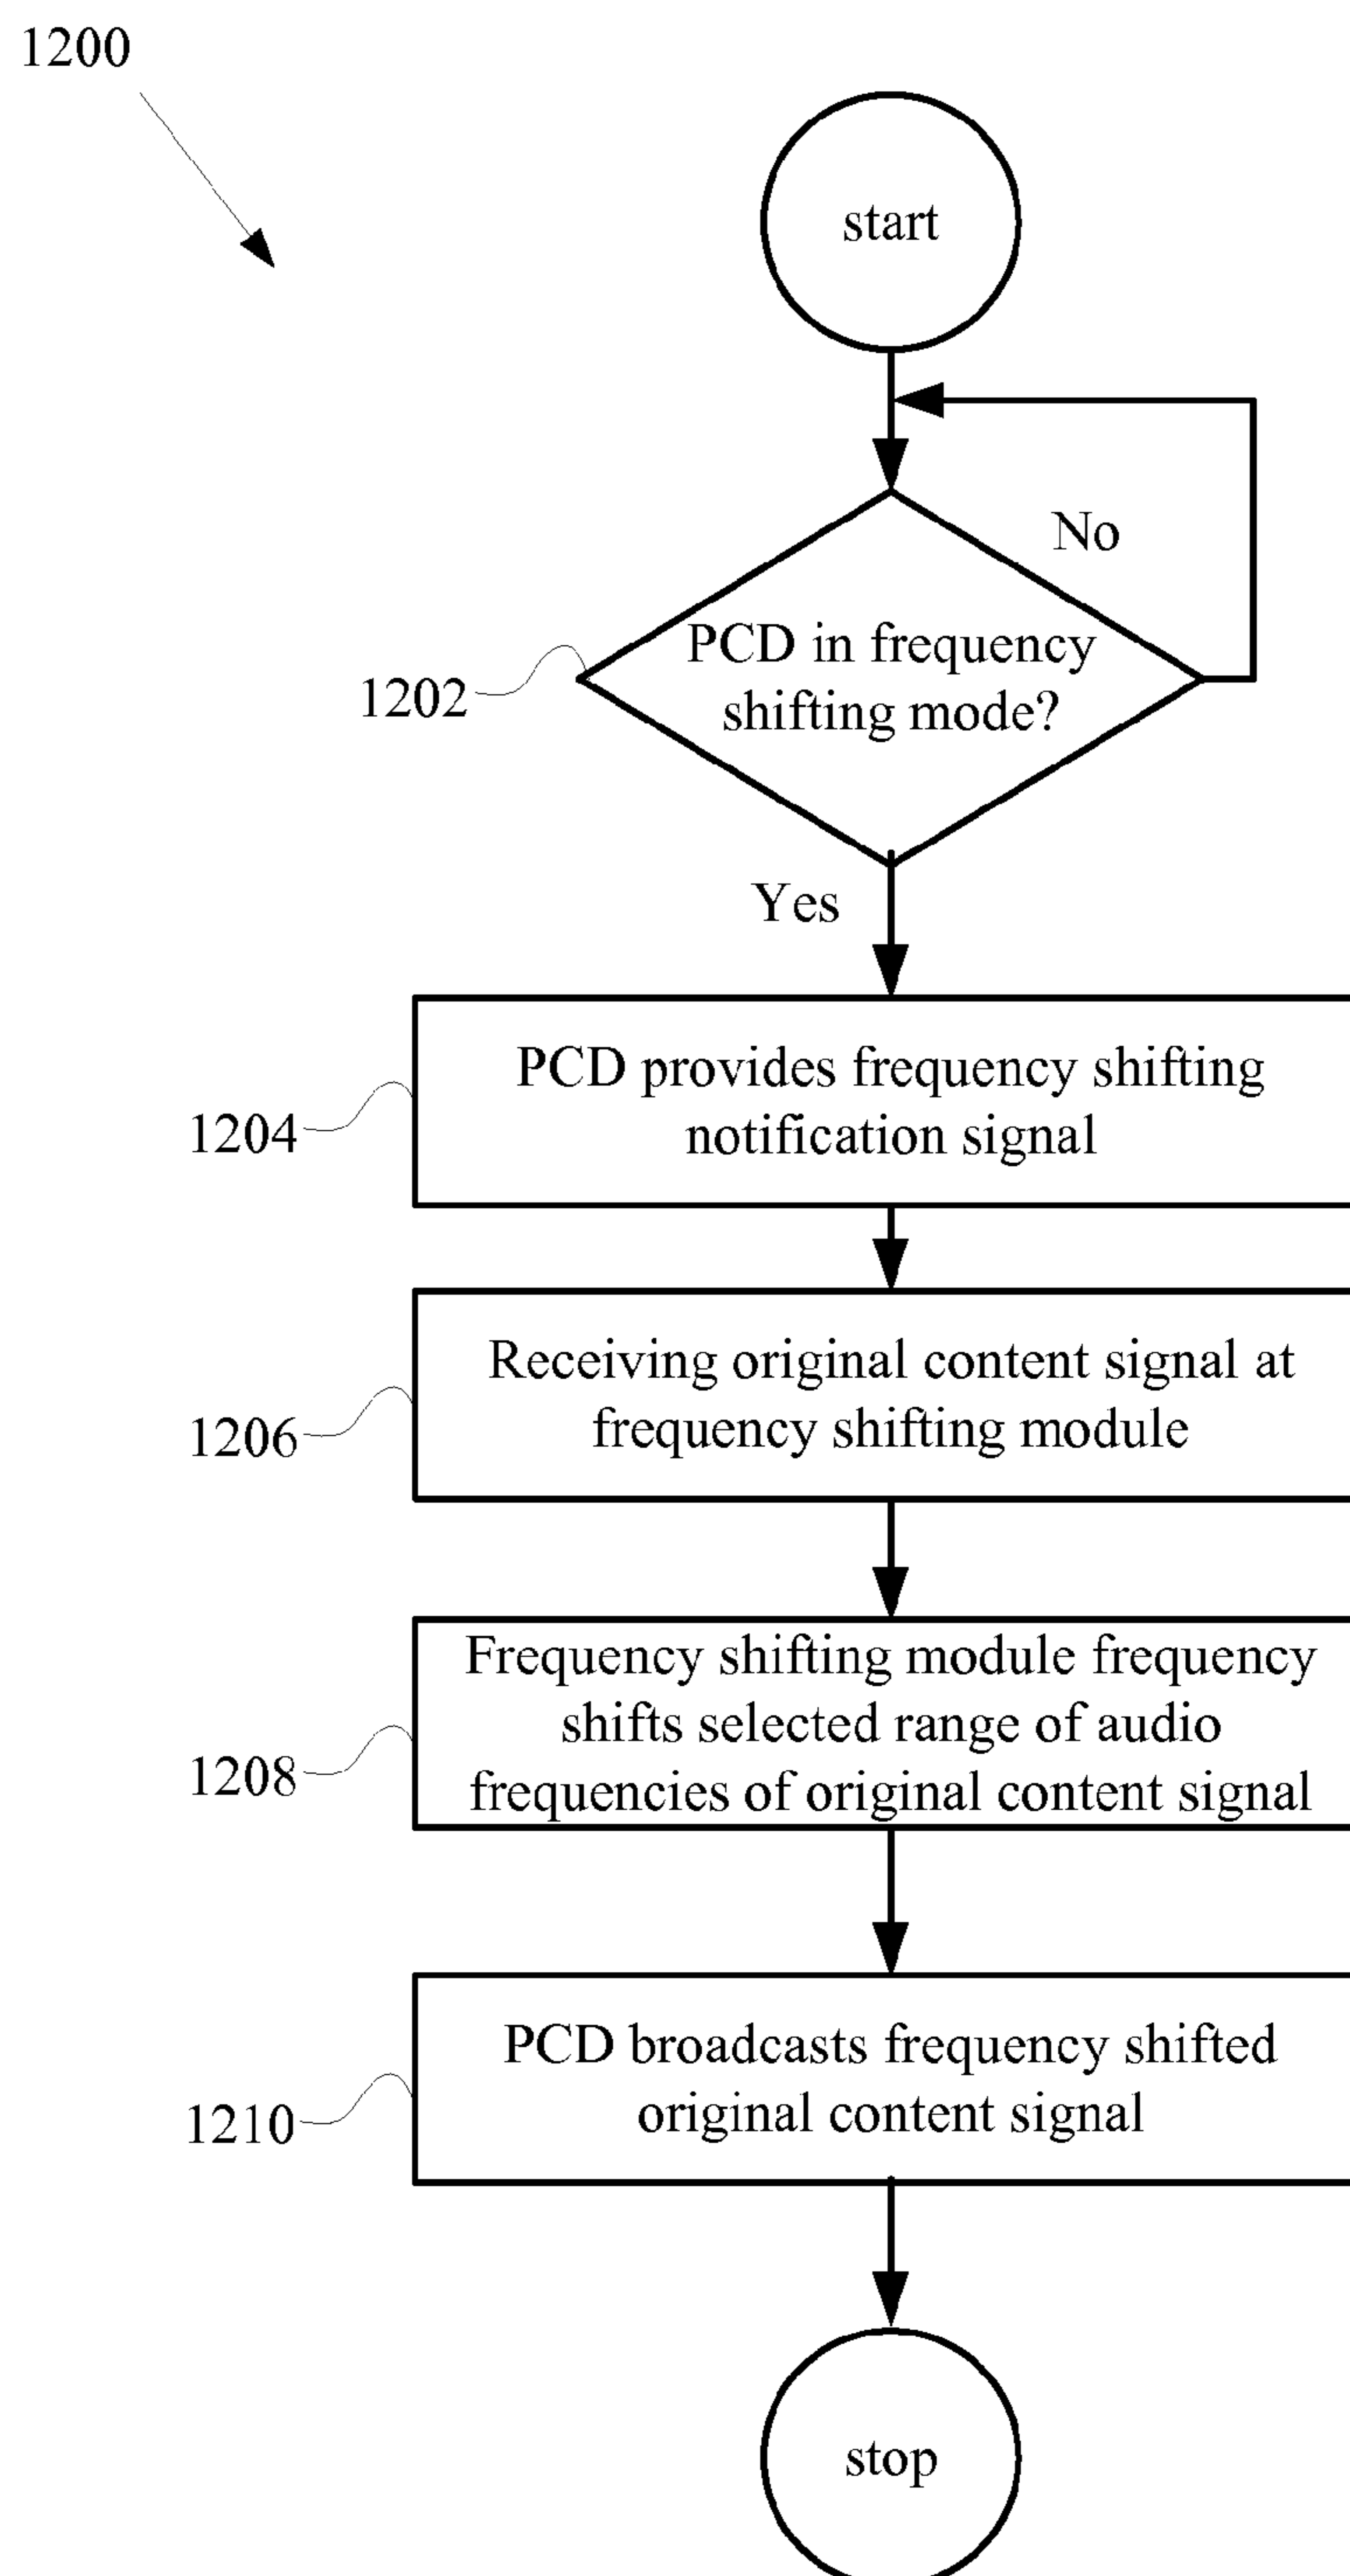 1200
start
No
PCD in frequency
shifting mode?
1202
Yes
PCD provides frequency shifting
notification signal
1204
Receiving original content signal at
frequency shifting module
1206
Frequency shifting module frequency
shifts selected range of audio
frequencies of original content signal
1208
PCD broadcasts frequency shifted
original content signal
1210
stop